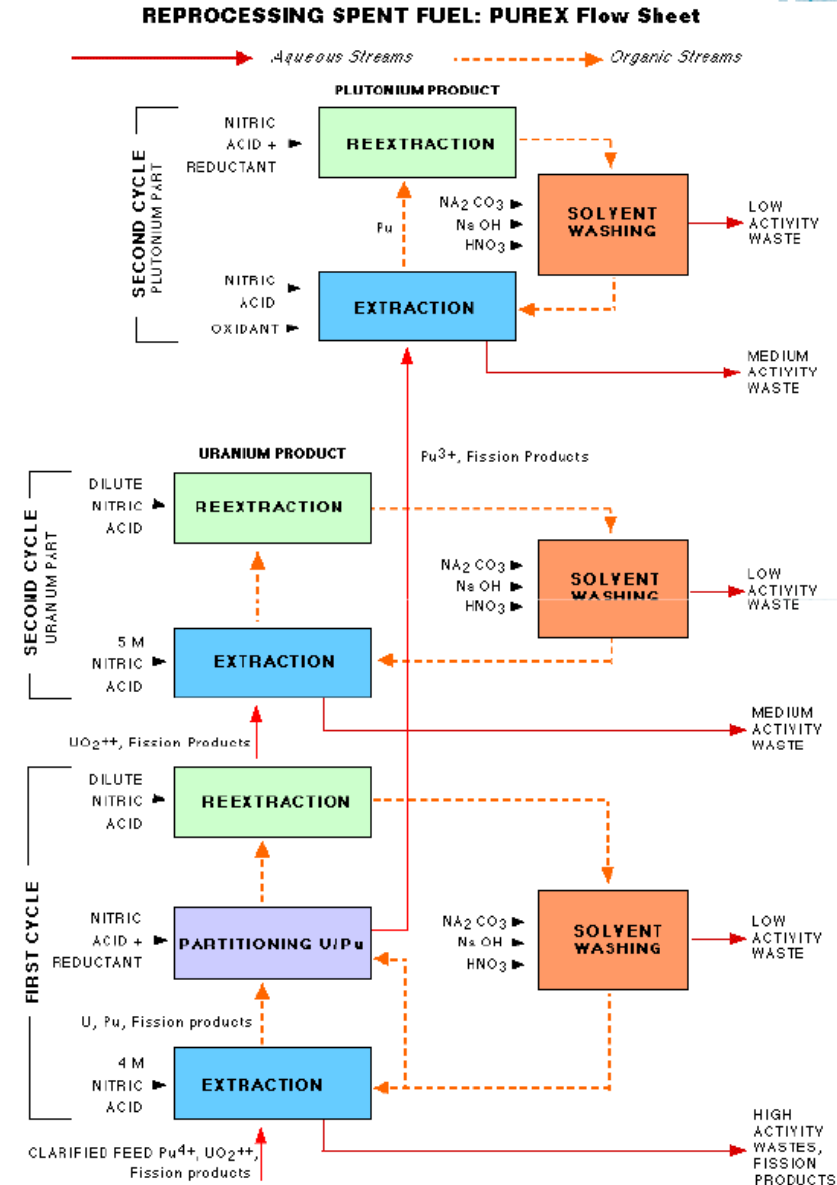 REPROCESSING SPENT FUEL: PUREX Flow Sheet
Aqueous Streams
Organic Streams
PLUTONIUM PRODUCT
SECOND CYCLE
PLUTONIUM PART
NITRIC
ACID +
REDUCTANT
REEXTRACTION
NA2 CO3
Na OH
HNO3
SOLVENT
WASHING
LOW
ACTIVITY
WASTE
Pu
NITRIC
ACID
OXIDANT
EXTRACTION
MEDIUM
ACTIVITY
WASTE
Pu3+, Fission Products
URANIUM PRODUCT
SECOND CYCLE
URANIUM PART
DILUTE
NITRIC
ACID
REEXTRACTION
NA2 CO3
Na OH
HNO3
SOLVENT
WASHING
LOW
ACTIVITY
WASTE
5 M
NITRIC
ACID
EXTRACTION
MEDIUM
ACTIVITY
WASTE
UO2++, Fission Products
FIRST CYCLE
DILUTE
NITRIC
ACID
REEXTRACTION
NITRIC
ACID +
REDUCTANT
PARTITIONING U/Pu
NA2 CO3
Na OH
HNO3
SOLVENT
WASHING
LOW
ACTIVITY
WASTE
U, Pu, Fission products
4 M
NITRIC
ACID
EXTRACTION
HIGH
ACTIVITY
WASTES,
FISSION
PRODUCTS
CLARIFIED FEED Pu4+, UO2++,
Fission products